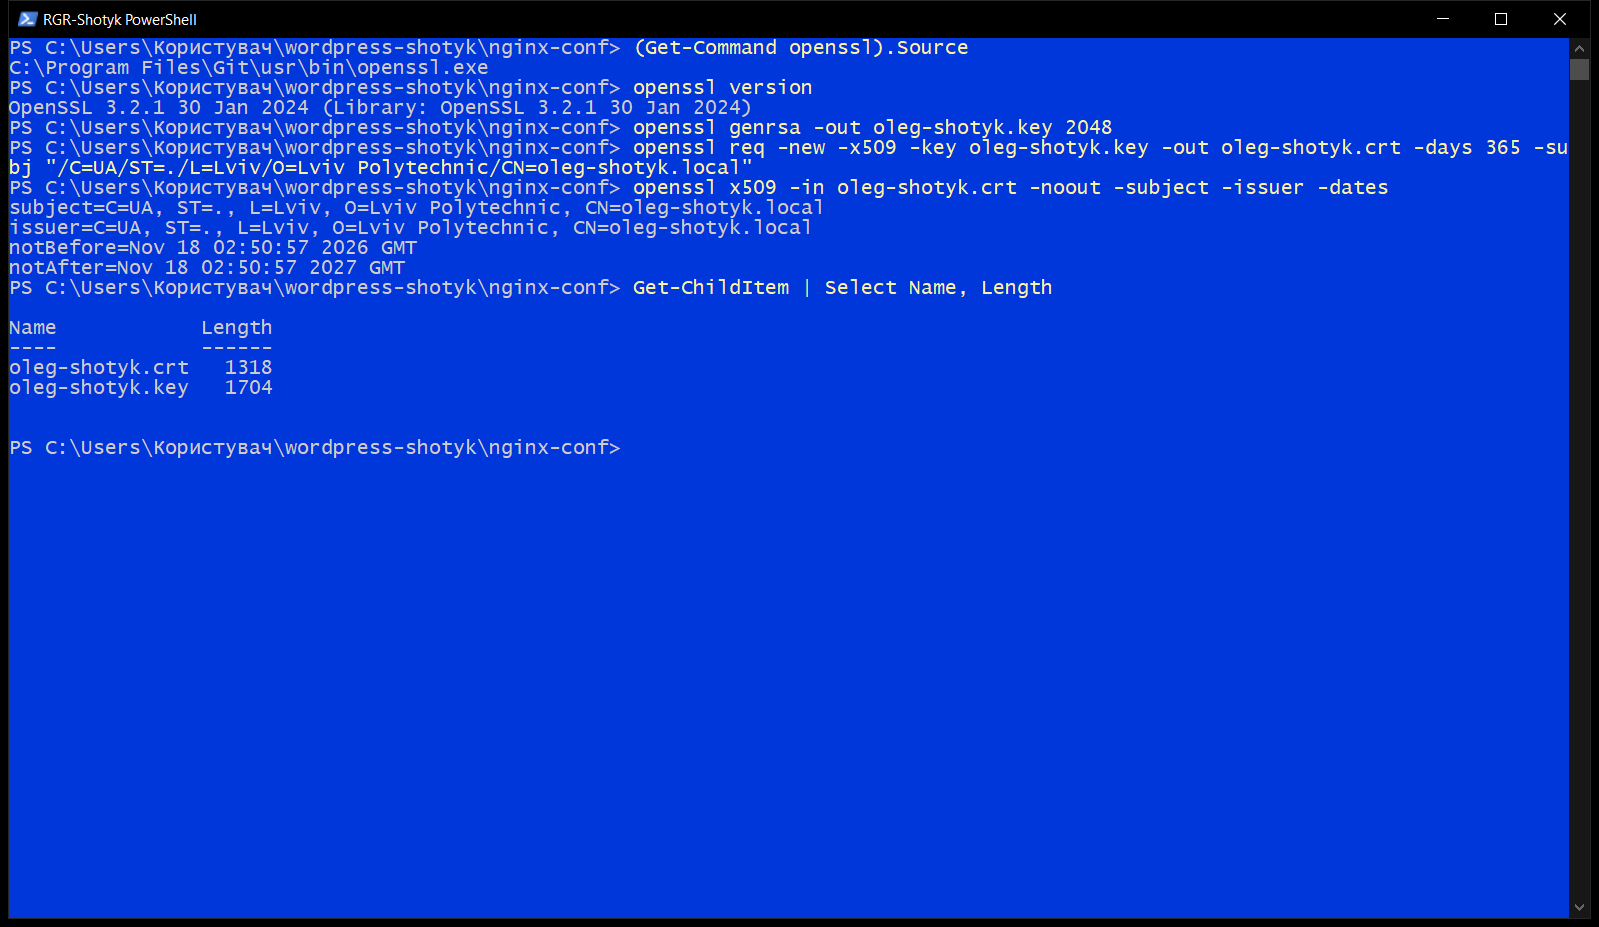 RGR-Shotyk PowerShell
PS C:\Users\Користувач\wordpress-shotyk\nginx-conf> (Get-Command openssl).Source
C:\Program Files\Git\usr\bin\openssl.exe
PS C:\Users\Користувач\wordpress-shotyk\nginx-conf> openssl version
OpenSSL 3.2.1 30 Jan 2024 (Library: OpenSSL 3.2.1 30 Jan 2024)
PS C:\Users\Користувач\wordpress-shotyk\nginx-conf> openssl genrsa -out oleg-shotyk.key 2048
PS C:\Users\Користувач\wordpress-shotyk\nginx-conf> openssl req -new -x509 -key oleg-shotyk.key -out oleg-shotyk.crt -days 365 -su
bj "/C=UA/ST=./L=Lviv/O=Lviv Polytechnic/CN=oleg-shotyk.local"
PS C:\Users\Користувач\wordpress-shotyk\nginx-conf> openssl x509 -in oleg-shotyk.crt -noout -subject -issuer -dates
subject=C=UA, ST=., L=Lviv, O=Lviv Polytechnic, CN=oleg-shotyk.local
issuer=C=UA, ST=., L=Lviv, O=Lviv Polytechnic, CN=oleg-shotyk.local
notBefore=Nov 18 02:50:57 2026 GMT
notAfter=Nov 18 02:50:57 2027 GMT
PS C:\Users\Користувач\wordpress-shotyk\nginx-conf> Get-ChildItem | Select Name, Length
Name            Length
----            ------
oleg-shotyk.crt   1318
oleg-shotyk.key   1704
PS C:\Users\Користувач\wordpress-shotyk\nginx-conf>